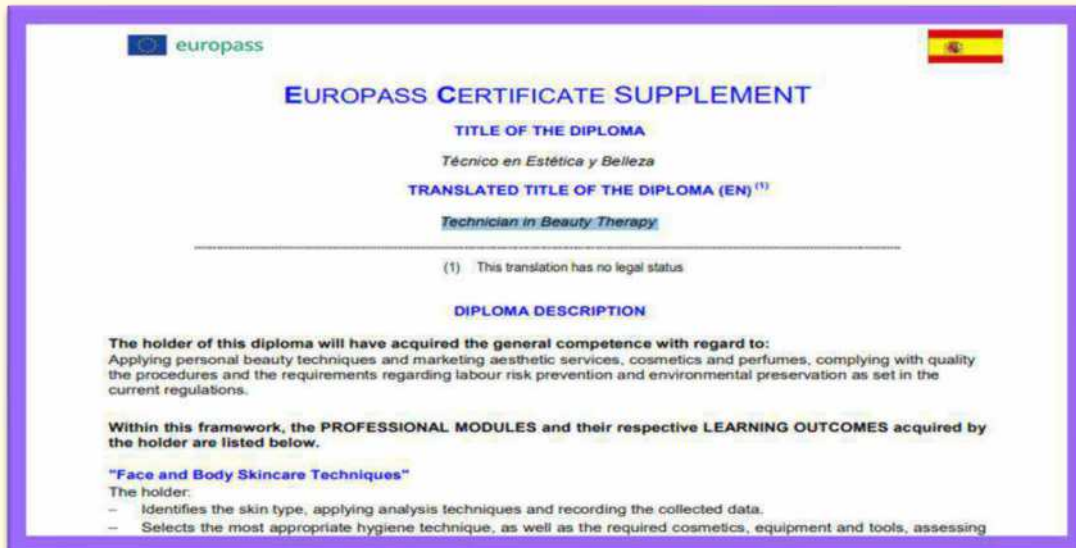 europass
EUROPASS CERTIFICATE SUPPLEMENT
TITLE OF THE DIPLOMA
Técnico en Estética y Belleza
TRANSLATED TITLE OF THE DIPLOMA (EN) (1)
Technician in Beauty Therapy
(1) This translation has no legal status
DIPLOMA DESCRIPTION
The holder of this diploma will have acquired the general competence with regard to:
Applying personal beauty techniques and marketing aesthetic services, cosmetics and perfumes, complying with quality
the procedures and the requirements regarding labour risk prevention and environmental preservation as set in the
current regulations.
Within this framework, the PROFESSIONAL MODULES and their respective LEARNING OUTCOMES acquired by
the holder are listed below.
"Face and Body Skincare Techniques"
The holder:
– Identifies the skin type, applying analysis techniques and recording the collected data.
– Selects the most appropriate hygiene technique, as well as the required cosmetics, equipment and tools, assessing